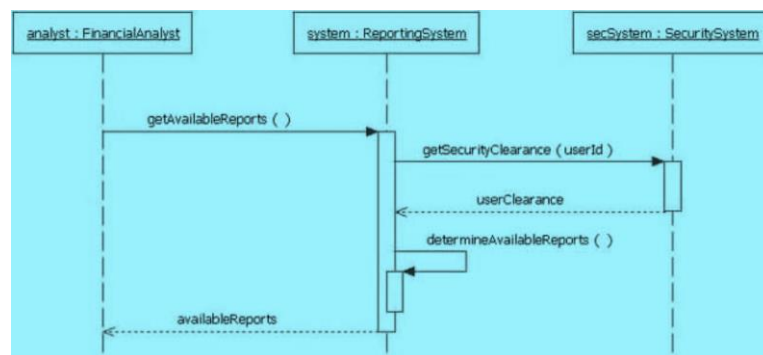 analyst : FinancialAnalyst
system : ReportingSystem
secSystem : SecuritySystem
getAvailableReports ( )
getSecurityClearance ( userId )
userClearance
determineAvailableReports ( )
availableReports